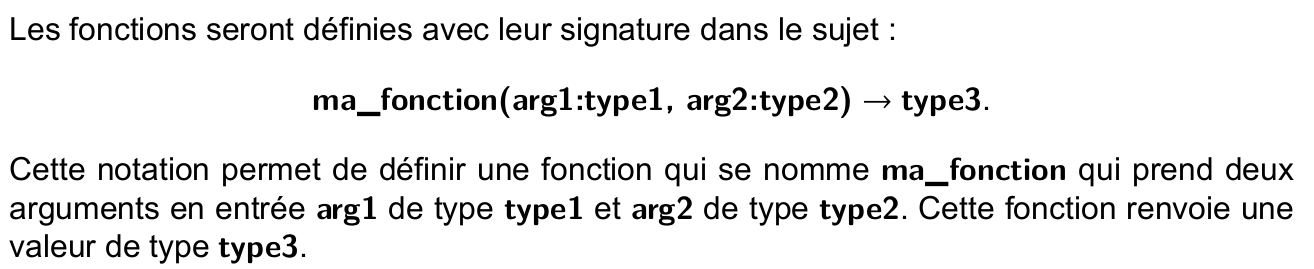 Les fonctions seront définies avec leur signature dans le sujet :
ma_fonction(arg1:type1, arg2:type2) → type3.
Cette notation permet de définir une fonction qui se nomme ma_fonction qui prend deux
arguments en entrée arg1 de type type1 et arg2 de type type2. Cette fonction renvoie une
valeur de type type3.